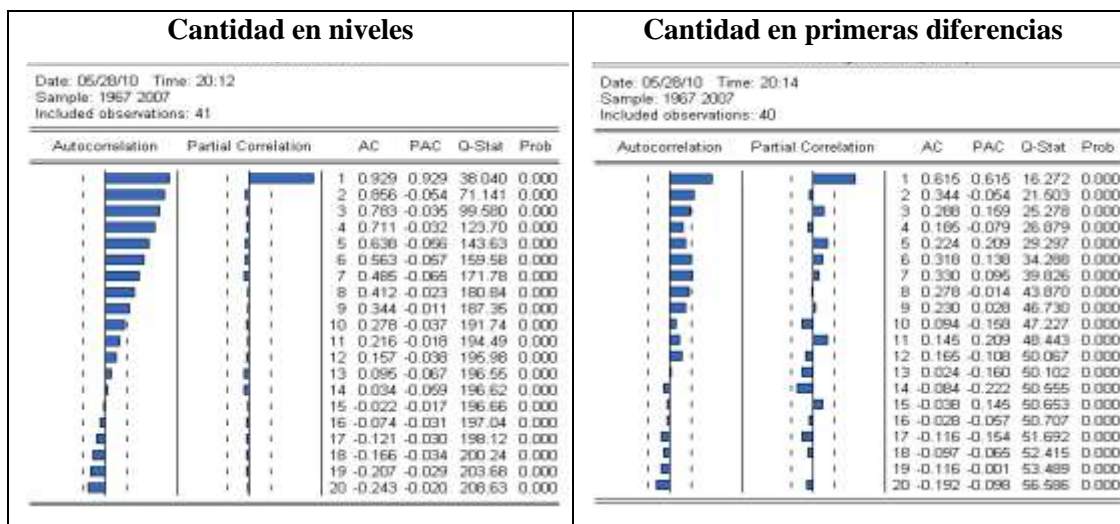 Cantidad en niveles
Date: 05/28/10 Time: 20:12
Sample: 1967 2007
Included observations: 41
Autocorrelation Partial Correlation AC PAC Q-Stat Prob
1 0.929 0.929 38.040 0.000
2 0.856 -0.054 71.141 0.000
3 0.783 -0.035 99.580 0.000
4 0.711 -0.032 123.70 0.000
5 0.638 -0.056 143.63 0.000
6 0.563 -0.057 159.58 0.000
7 0.485 -0.065 171.78 0.000
8 0.412 -0.023 180.84 0.000
9 0.344 -0.011 187.35 0.000
10 0.278 -0.037 191.74 0.000
11 0.216 -0.018 194.49 0.000
12 0.157 -0.038 195.98 0.000
13 0.095 -0.067 196.55 0.000
14 0.034 -0.059 196.62 0.000
15 -0.022 -0.017 196.66 0.000
16 -0.074 -0.031 197.04 0.000
17 -0.121 -0.030 198.12 0.000
18 -0.166 -0.034 200.24 0.000
19 -0.207 -0.029 203.68 0.000
20 -0.243 -0.020 208.63 0.000
Cantidad en primeras diferencias
Date: 05/28/10 Time: 20:14
Sample: 1967 2007
Included observations: 40
Autocorrelation Partial Correlation AC PAC Q-Stat Prob
1 0.615 0.615 16.272 0.000
2 0.344 -0.054 21.503 0.000
3 0.288 0.159 25.278 0.000
4 0.185 -0.079 26.879 0.000
5 0.224 0.209 29.297 0.000
6 0.318 0.138 34.288 0.000
7 0.330 0.095 39.826 0.000
8 0.278 -0.014 43.870 0.000
9 0.230 0.028 46.730 0.000
10 0.094 -0.158 47.227 0.000
11 0.145 0.209 48.443 0.000
12 0.165 -0.108 50.067 0.000
13 0.024 -0.160 50.102 0.000
14 -0.084 -0.222 50.555 0.000
15 -0.038 0.145 50.653 0.000
16 -0.028 -0.057 50.707 0.000
17 -0.116 -0.154 51.692 0.000
18 -0.097 -0.065 52.415 0.000
19 -0.116 -0.001 53.489 0.000
20 -0.192 -0.098 56.586 0.000